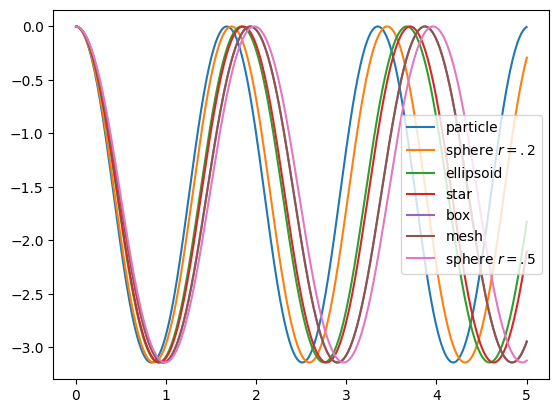 0.0
−0.5
−1.0
−1.5
−2.0
−2.5
−3.0
particle
sphere r = .2
ellipsoid
star
box
mesh
sphere r = .5
0 1 2 3 4 5